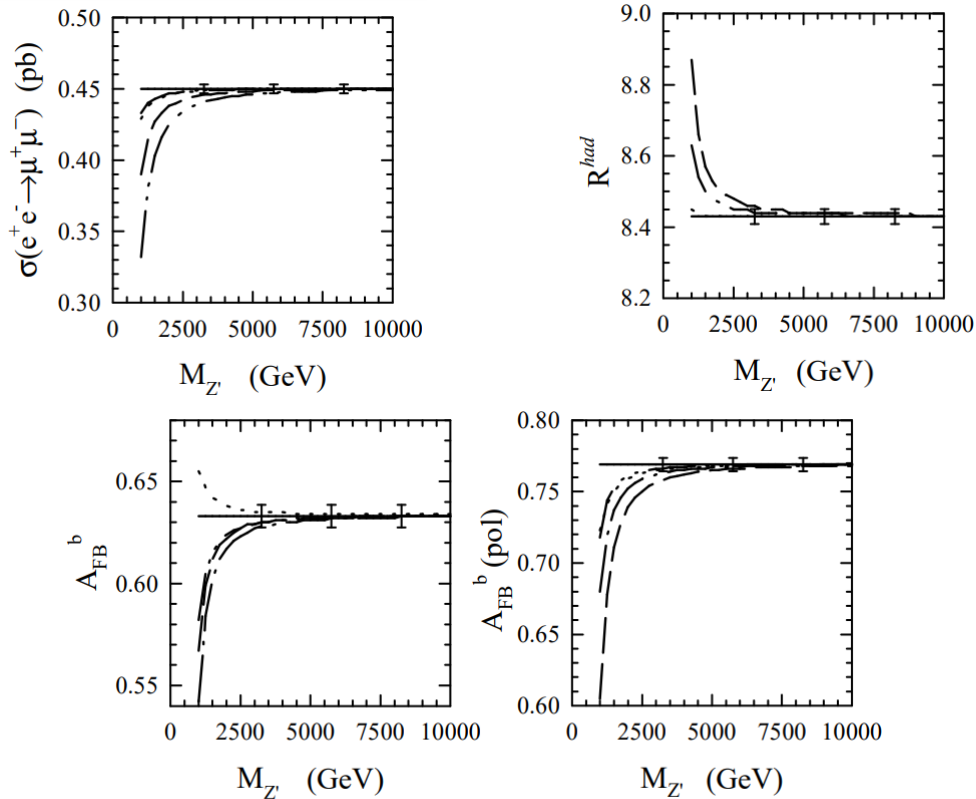 σ(e⁺e⁻→μ⁺μ⁻) (pb)
0.50
0.45
0.40
0.35
0.30
0 2500 5000 7500 10000
M_Z' (GeV)
R^had
9.0
8.8
8.6
8.4
8.2
0 2500 5000 7500 10000
M_Z' (GeV)
A_FB^b
0.65
0.60
0.55
0 2500 5000 7500 10000
M_Z' (GeV)
A_FB^b (pol)
0.80
0.75
0.70
0.65
0.60
0 2500 5000 7500 10000
M_Z' (GeV)